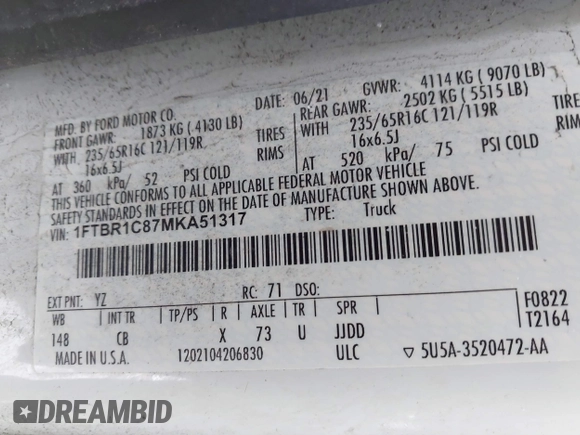 MFD. BY FORD MOTOR CO.
DATE: 06/21 GVWR: 4114 KG ( 9070 LB)
FRONT GAWR: 1873 KG ( 4130 LB)
REAR GAWR: 2502 KG ( 5515 LB)
WITH 235/65R16C 121/119R TIRES
WITH 235/65R16C 121/119R TIRE
16x6.5J RIMS
16x6.5J RIMS
AT 360 kPa/ 52 PSI COLD
AT 520 kPa/ 75 PSI COLD
THIS VEHICLE CONFORMS TO ALL APPLICABLE FEDERAL MOTOR VEHICLE
SAFETY STANDARDS IN EFFECT ON THE DATE OF MANUFACTURE SHOWN ABOVE.
VIN: 1FTBR1C87MKA51317 TYPE: Truck
EXT PNT: YZ RC: 71 DSO:
WB INT TR TP/PS R AXLE TR SPR
148 CB X 73 U JJDD
F0822
T2164
MADE IN U.S.A. 1202104206830 ULC ▽ 5U5A-3520472-AA
DREAMBID